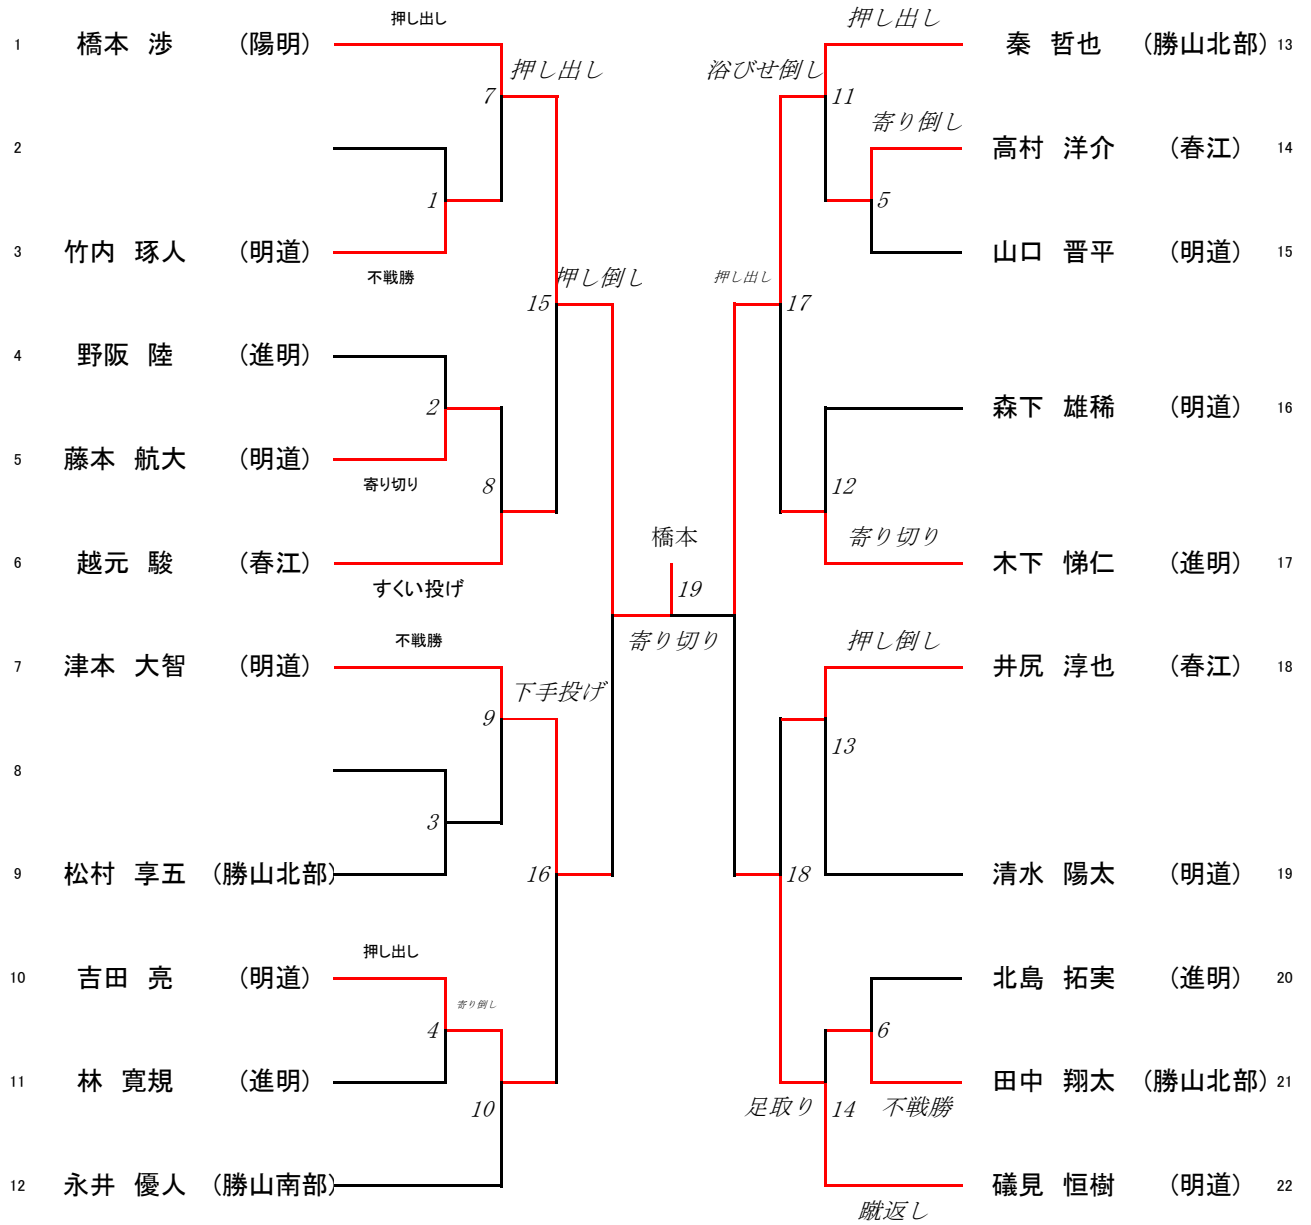 押し出し
1 橋本 渉 (陽明)
押し出し
7
2
1
3 竹内 琢人 (明道)
不戦勝
押し倒し
15
4 野阪 陸 (進明)
2
5 藤本 航大 (明道)
寄り切り
8
6 越元 駿 (春江)
すくい投げ
不戦勝
7 津本 大智 (明道)
下手投げ
9
8
3
9 松村 享五 (勝山北部)
16
押し出し
10 吉田 亮 (明道)
寄り倒し
4
11 林 寛規 (進明)
10
12 永井 優人 (勝山南部)
橋本
19
寄り切り
押し出し
秦 哲也 (勝山北部) 13
浴びせ倒し
11
寄り倒し
高村 洋介 (春江) 14
5
山口 晋平 (明道) 15
押し出し
17
森下 雄稀 (明道) 16
12
寄り切り
木下 悌仁 (進明) 17
押し倒し
井尻 淳也 (春江) 18
13
18
清水 陽太 (明道) 19
北島 拓実 (進明) 20
6
田中 翔太 (勝山北部) 21
足取り
14
不戦勝
礒見 恒樹 (明道) 22
蹴返し